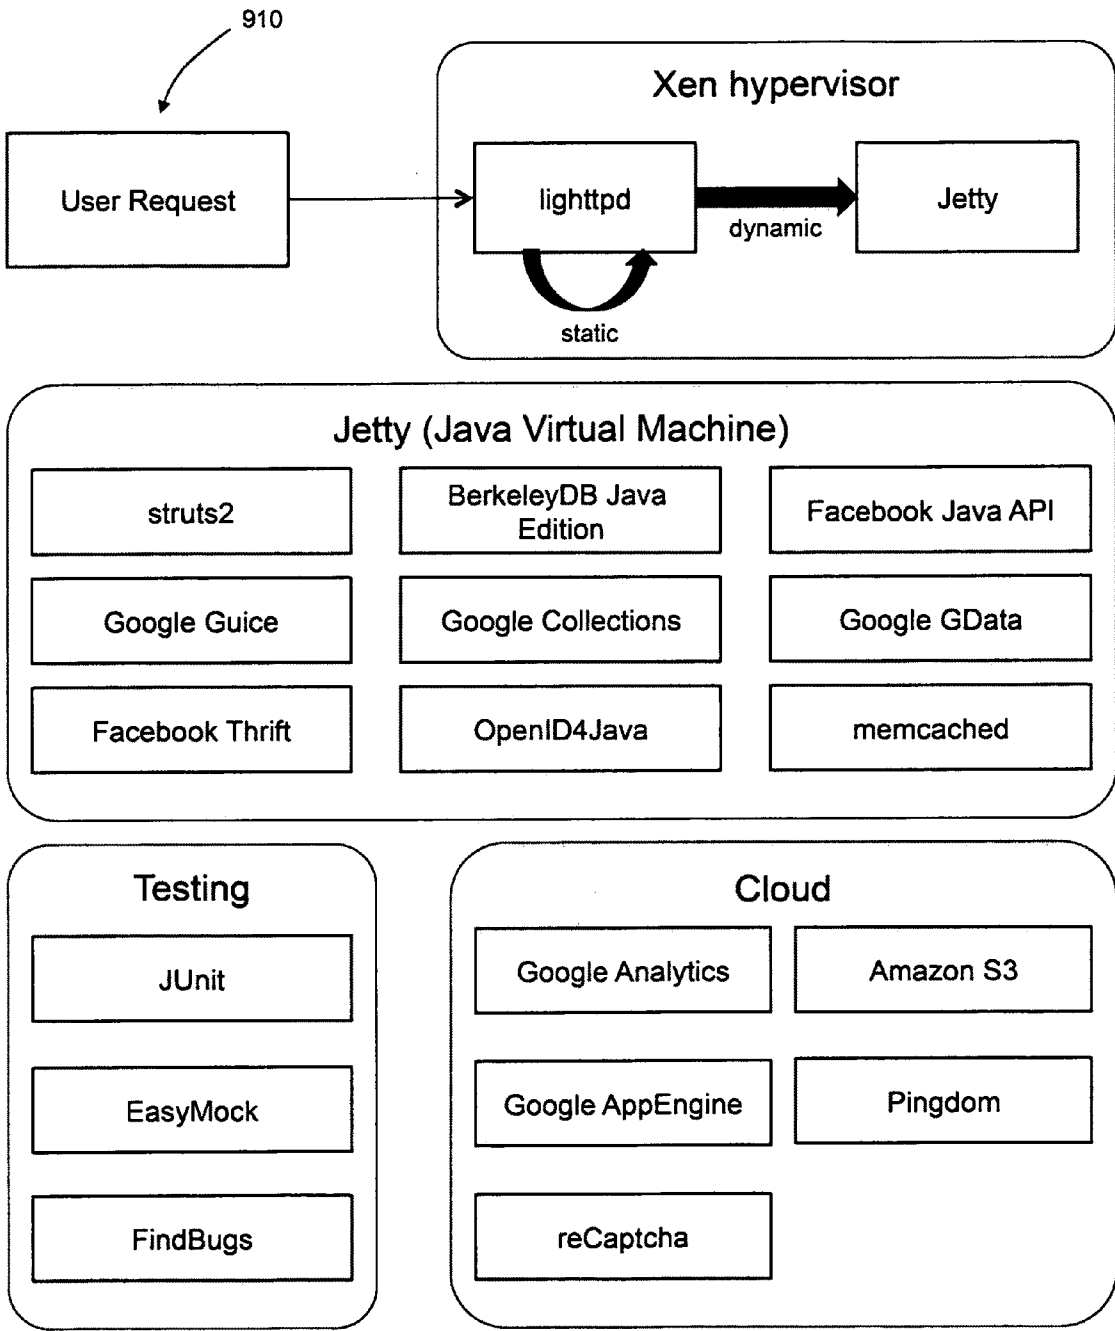 910
Xen hypervisor
User Request
lighttpd
Jetty
dynamic
static
Jetty (Java Virtual Machine)
struts2
BerkeleyDB Java
Edition
Facebook Java API
Google Guice
Google Collections
Google GData
Facebook Thrift
OpenID4Java
memcached
Testing
JUnit
EasyMock
FindBugs
Cloud
Google Analytics
Amazon S3
Google AppEngine
Pingdom
reCaptcha